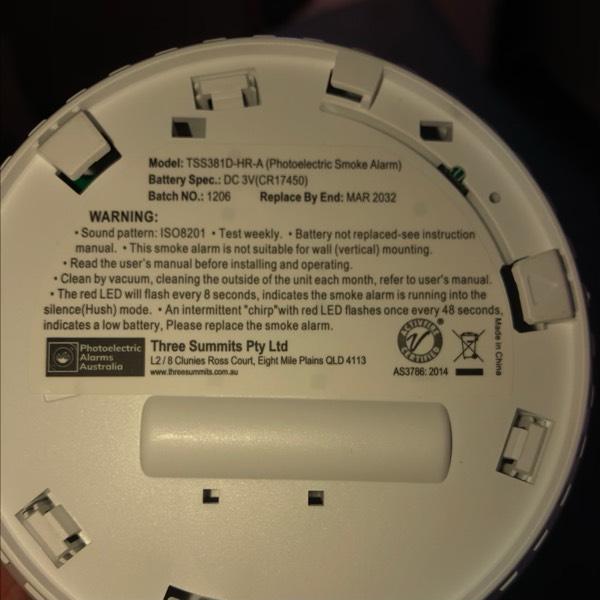 Model: TSS381D-HR-A (Photoelectric Smoke Alarm)
Battery Spec.: DC 3V(CR17450)
Batch NO.: 1206 Replace By End: MAR 2032
WARNING:
• Sound pattern: ISO8201 • Test weekly. • Battery not replaced-see instruction
manual. • This smoke alarm is not suitable for wall (vertical) mounting.
• Read the user's manual before installing and operating.
• Clean by vacuum, cleaning the outside of the unit each month, refer to user's manual.
• The red LED will flash every 8 seconds, indicates the smoke alarm is running into the
silence(Hush) mode. • An intermittent "chirp"with red LED flashes once every 48 seconds,
indicates a low battery, Please replace the smoke alarm.
Photoelectric
Alarms
Australia
Three Summits Pty Ltd
L2 / 8 Clunies Ross Court, Eight Mile Plains QLD 4113
www.threesummits.com.au
AS3786: 2014
Made in China